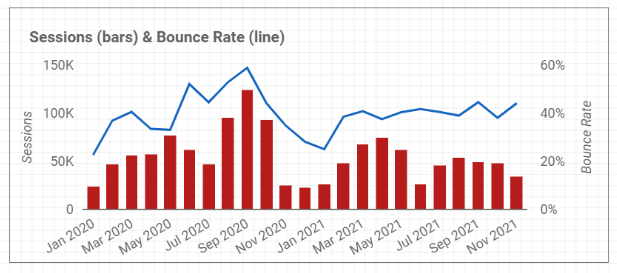 Sessions (bars) & Bounce Rate (line)
150K
100K
50K
0
Sessions
60%
40%
20%
0%
Bounce Rate
Jan 2020
Mar 2020
May 2020
Jul 2020
Sep 2020
Nov 2020
Jan 2021
Mar 2021
May 2021
Jul 2021
Sep 2021
Nov 2021